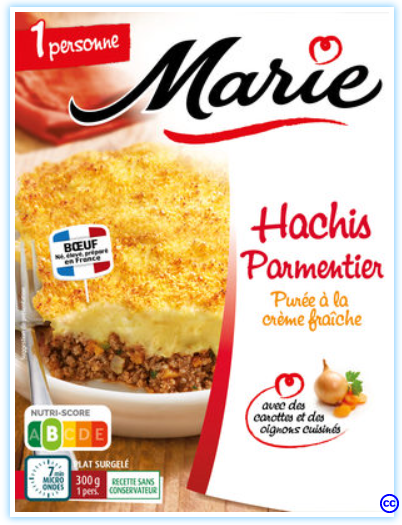 1 personne
Marie
BŒUF
Né, élevé, préparé
en France
Hachis
Parmentier
Purée à la
crème fraîche
avec des
carottes et des
oignons cuisinés
NUTRI-SCORE
A B C D E
7 min
MICRO
ONDES
PLAT SURGELÉ
300 g
1 pers.
RECETTE SANS
CONSERVATEUR
cc